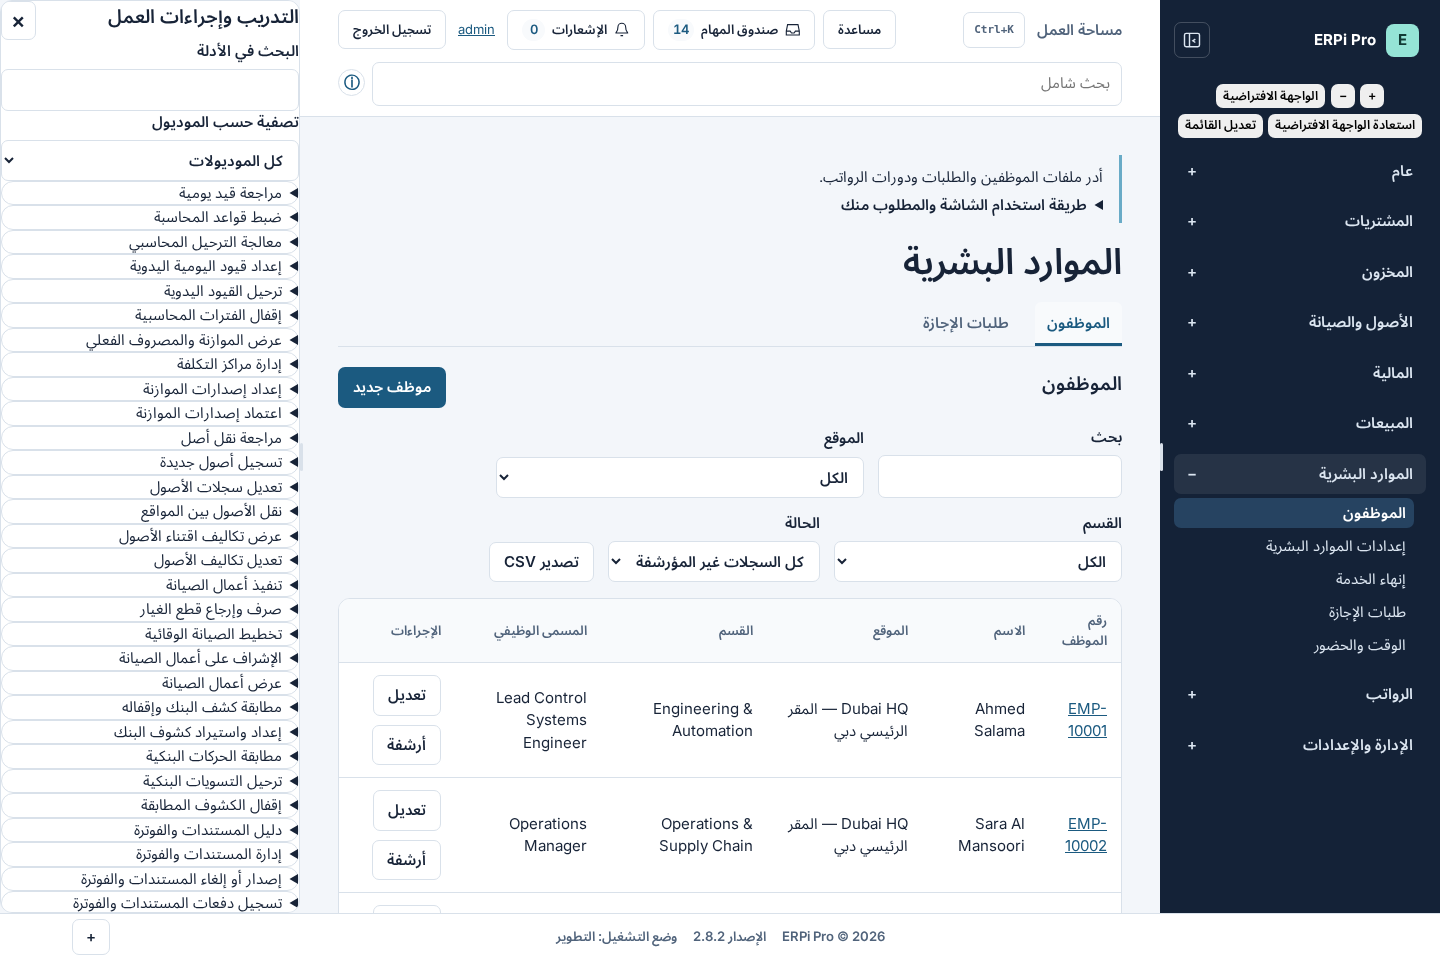 E
ERPi Pro
+
−
الواجهة الافتراضية
استعادة الواجهة الافتراضية
تعديل القائمة
عام
+
المشتريات
+
المخزون
+
الأصول والصيانة
+
المالية
+
المبيعات
+
الموارد البشرية
−
الموظفون
إعدادات الموارد البشرية
إنهاء الخدمة
طلبات الإجازة
الوقت والحضور
الرواتب
+
الإدارة والإعدادات
+
مساحة العمل
Ctrl+K
مساعدة
صندوق المهام 14
الإشعارات 0
admin
تسجيل الخروج
بحث شامل
أدر ملفات الموظفين والطلبات ودورات الرواتب.
طريقة استخدام الشاشة والمطلوب منك
الموارد البشرية
الموظفون
طلبات الإجازة
الموظفون
موظف جديد
بحث
الموقع
الكل
القسم
الحالة
الكل
كل السجلات غير المؤرشفة
تصدير CSV
رقم الموظف
الاسم
الموقع
القسم
المسمى الوظيفي
الإجراءات
EMP-10001
Ahmed Salama
Dubai HQ — المقر الرئيسي دبي
Engineering & Automation
Lead Control Systems Engineer
تعديل
أرشفة
EMP-10002
Sara Al Mansoori
Dubai HQ — المقر الرئيسي دبي
Operations & Supply Chain
Operations Manager
تعديل
أرشفة
التدريب وإجراءات العمل
×
البحث في الأدلة
تصفية حسب الموديول
كل الموديولات
مراجعة قيد يومية
ضبط قواعد المحاسبة
معالجة الترحيل المحاسبي
إعداد قيود اليومية اليدوية
ترحيل القيود اليدوية
إقفال الفترات المحاسبية
عرض الموازنة والمصروف الفعلي
إدارة مراكز التكلفة
إعداد إصدارات الموازنة
اعتماد إصدارات الموازنة
مراجعة نقل أصل
تسجيل أصول جديدة
تعديل سجلات الأصول
نقل الأصول بين المواقع
عرض تكاليف اقتناء الأصول
تعديل تكاليف الأصول
تنفيذ أعمال الصيانة
صرف وإرجاع قطع الغيار
تخطيط الصيانة الوقائية
الإشراف على أعمال الصيانة
عرض أعمال الصيانة
مطابقة كشف البنك وإقفاله
إعداد واستيراد كشوف البنك
مطابقة الحركات البنكية
ترحيل التسويات البنكية
إقفال الكشوف المطابقة
دليل المستندات والفوترة
إدارة المستندات والفوترة
إصدار أو إلغاء المستندات والفوترة
تسجيل دفعات المستندات والفوترة
ERPi Pro © 2026
الإصدار 2.8.2
وضع التشغيل: التطوير
+